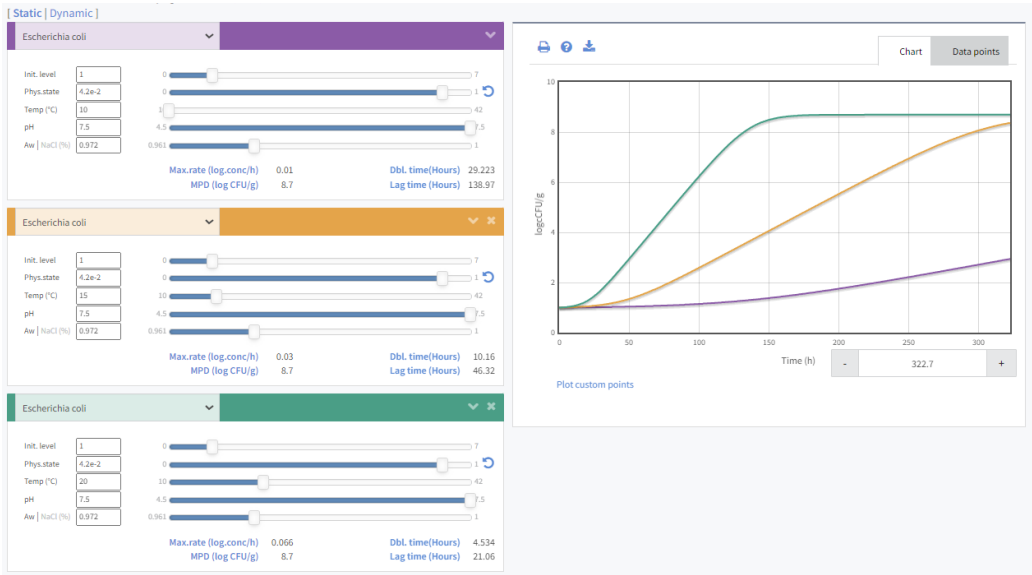 [ Static | Dynamic ]
Escherichia coli
Init. level 1 0 7
Phys.state 4.2e-2 0 1
Temp (°C) 10 1 42
pH 7.5 4.5 7.5
Aw | NaCl (%) 0.972 0.961 1
Max.rate (log.conc/h) 0.01 Dbl. time(Hours) 29.223
MPD (log CFU/g) 8.7 Lag time (Hours) 138.97
Escherichia coli
Init. level 1 0 7
Phys.state 4.2e-2 0 1
Temp (°C) 15 10 42
pH 7.5 4.5 7.5
Aw | NaCl (%) 0.972 0.961 1
Max.rate (log.conc/h) 0.03 Dbl. time(Hours) 10.16
MPD (log CFU/g) 8.7 Lag time (Hours) 46.32
Escherichia coli
Init. level 1 0 7
Phys.state 4.2e-2 0 1
Temp (°C) 20 10 42
pH 7.5 4.5 7.5
Aw | NaCl (%) 0.972 0.961 1
Max.rate (log.conc/h) 0.066 Dbl. time(Hours) 4.534
MPD (log CFU/g) 8.7 Lag time (Hours) 21.06
Chart Data points
10
8
6
4
2
0
logcCFU/g
0 50 100 150 200 250 300
Time (h) - 322.7 +
Plot custom points